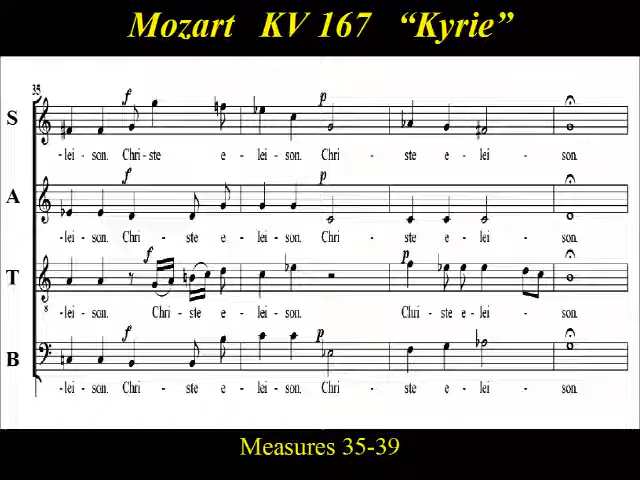 Mozart KV 167 “Kyrie”
35
f p
S
-lei - son. Chri-ste e - lei - son. Chri - ste e - lei - son.
f p
A
-lei - son. Chri - ste e - lei - son. Chri - ste e - lei - son.
f p
T
8
-lei - son. Chri - ste e - lei - son. Chri - ste e - lei - son.
f p
B
-lei - son. Chri - ste e - lei - son. Chri - ste e - lei - son.
Measures 35-39